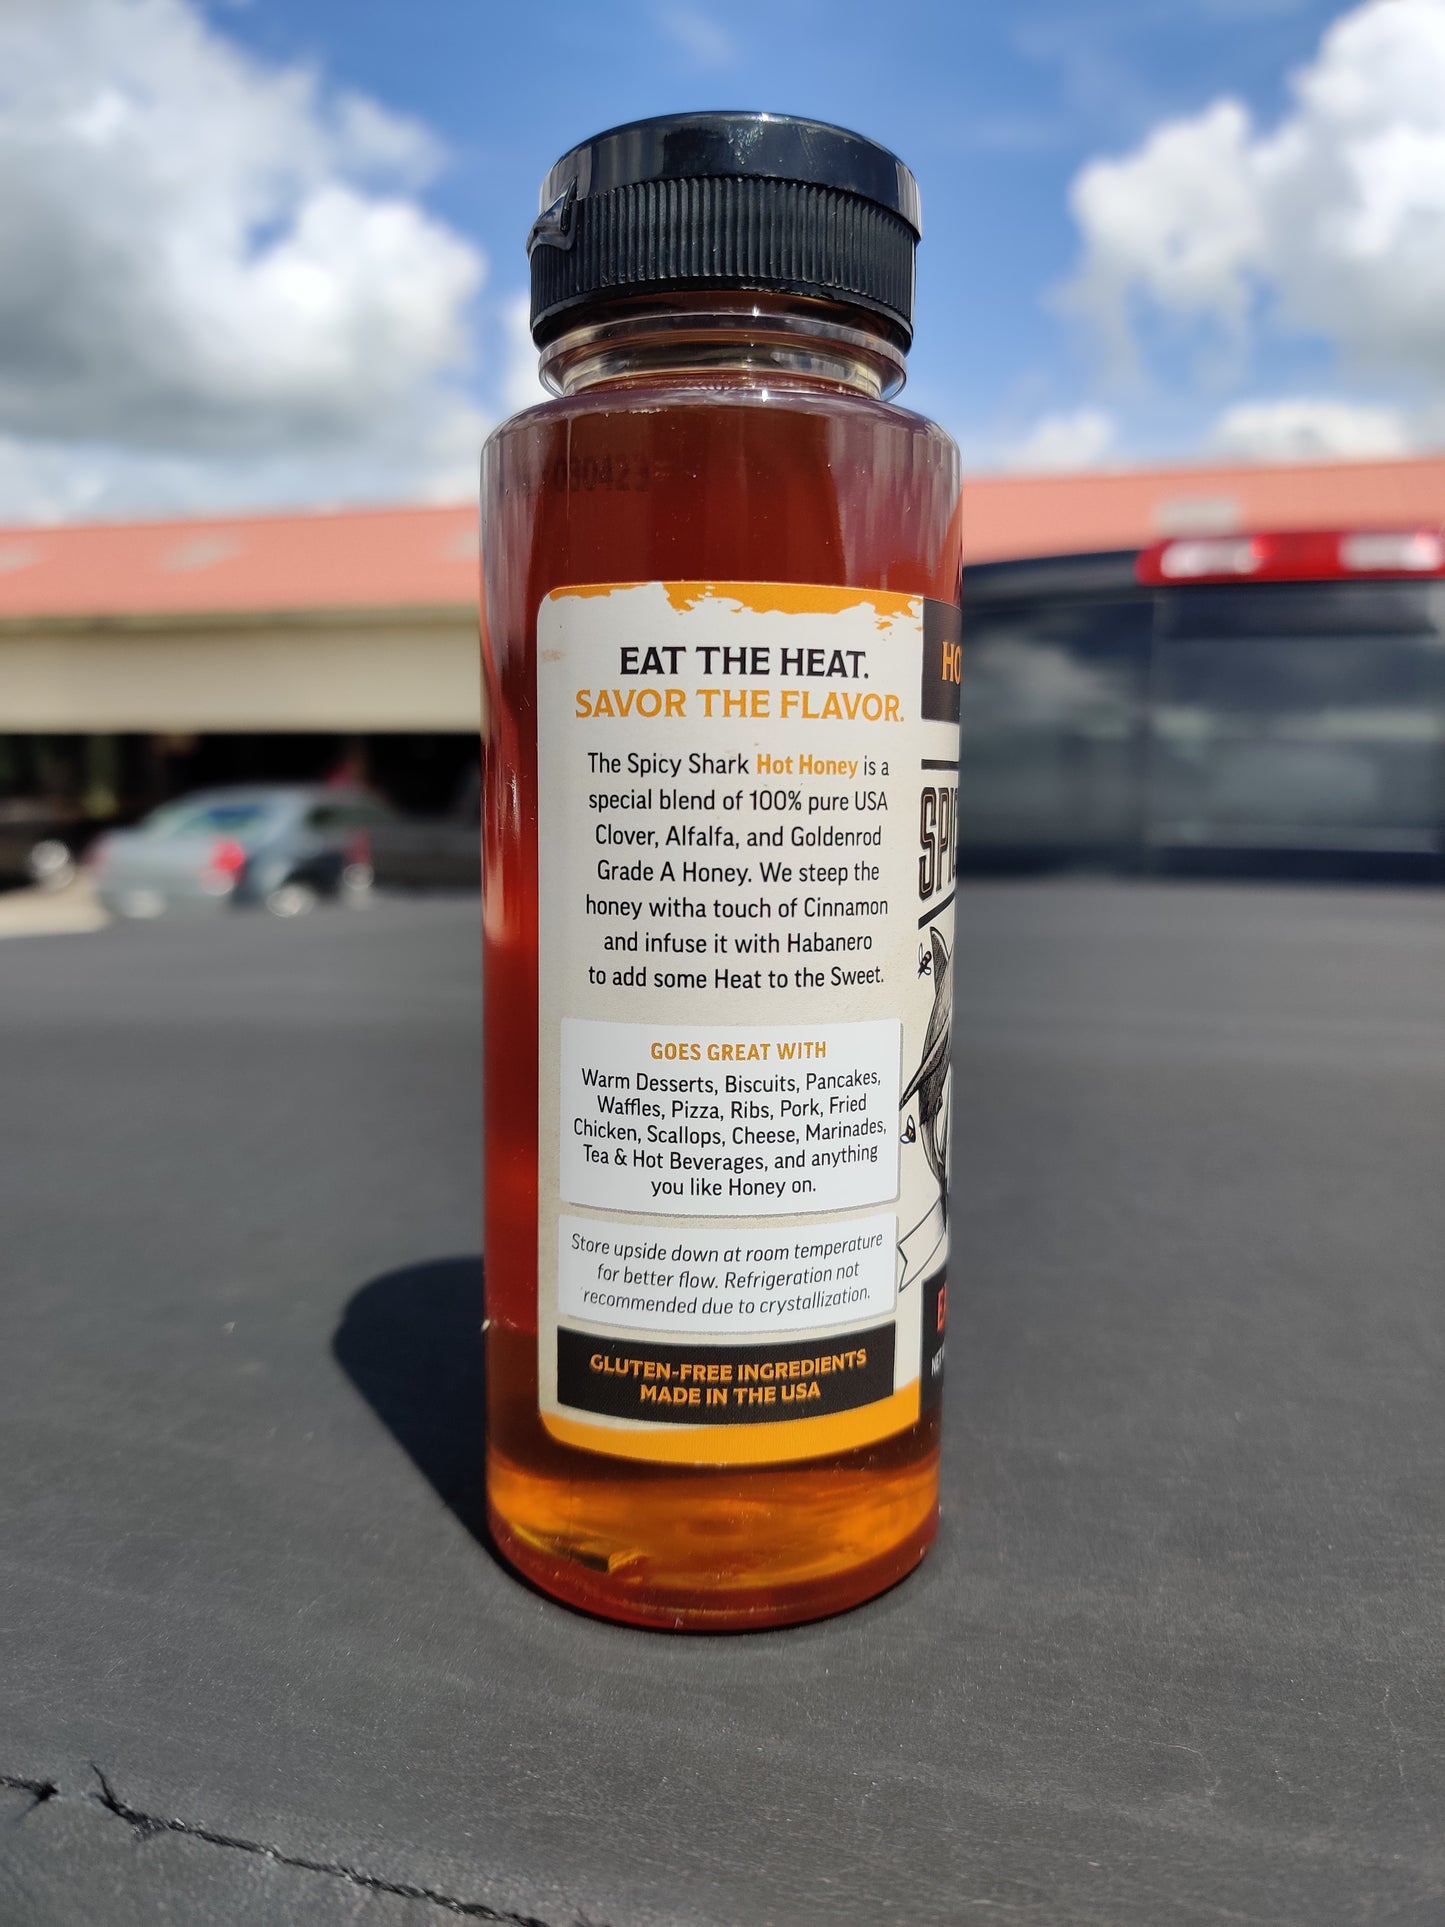 030423
EAT THE HEAT.
SAVOR THE FLAVOR.
The Spicy Shark Hot Honey is a
special blend of 100% pure USA
Clover, Alfalfa, and Goldenrod
Grade A Honey. We steep the
honey witha touch of Cinnamon
and infuse it with Habanero
to add some Heat to the Sweet.
GOES GREAT WITH
Warm Desserts, Biscuits, Pancakes,
Waffles, Pizza, Ribs, Pork, Fried
Chicken, Scallops, Cheese, Marinades,
Tea & Hot Beverages, and anything
you like Honey on.
Store upside down at room temperature
for better flow. Refrigeration not
recommended due to crystallization.
GLUTEN-FREE INGREDIENTS
MADE IN THE USA